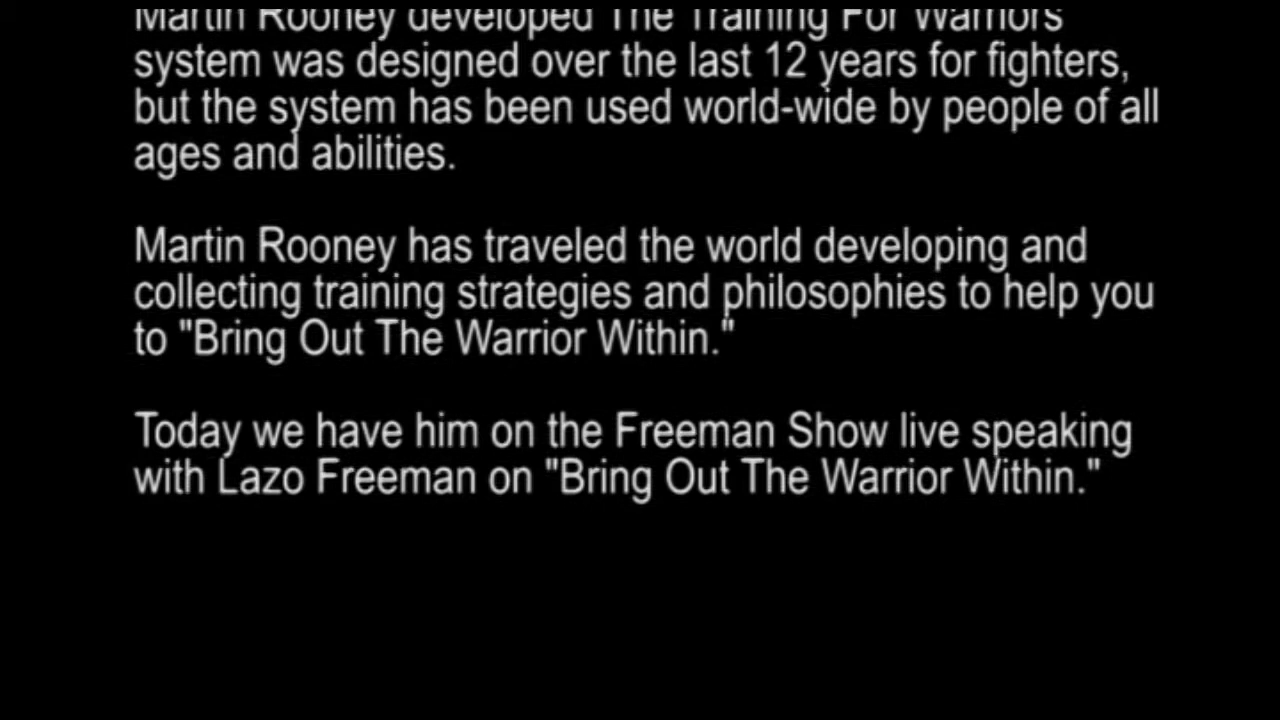 Martin Rooney developed The Training For Warriors
system was designed over the last 12 years for fighters,
but the system has been used world-wide by people of all
ages and abilities.
Martin Rooney has traveled the world developing and
collecting training strategies and philosophies to help you
to "Bring Out The Warrior Within."
Today we have him on the Freeman Show live speaking
with Lazo Freeman on "Bring Out The Warrior Within."